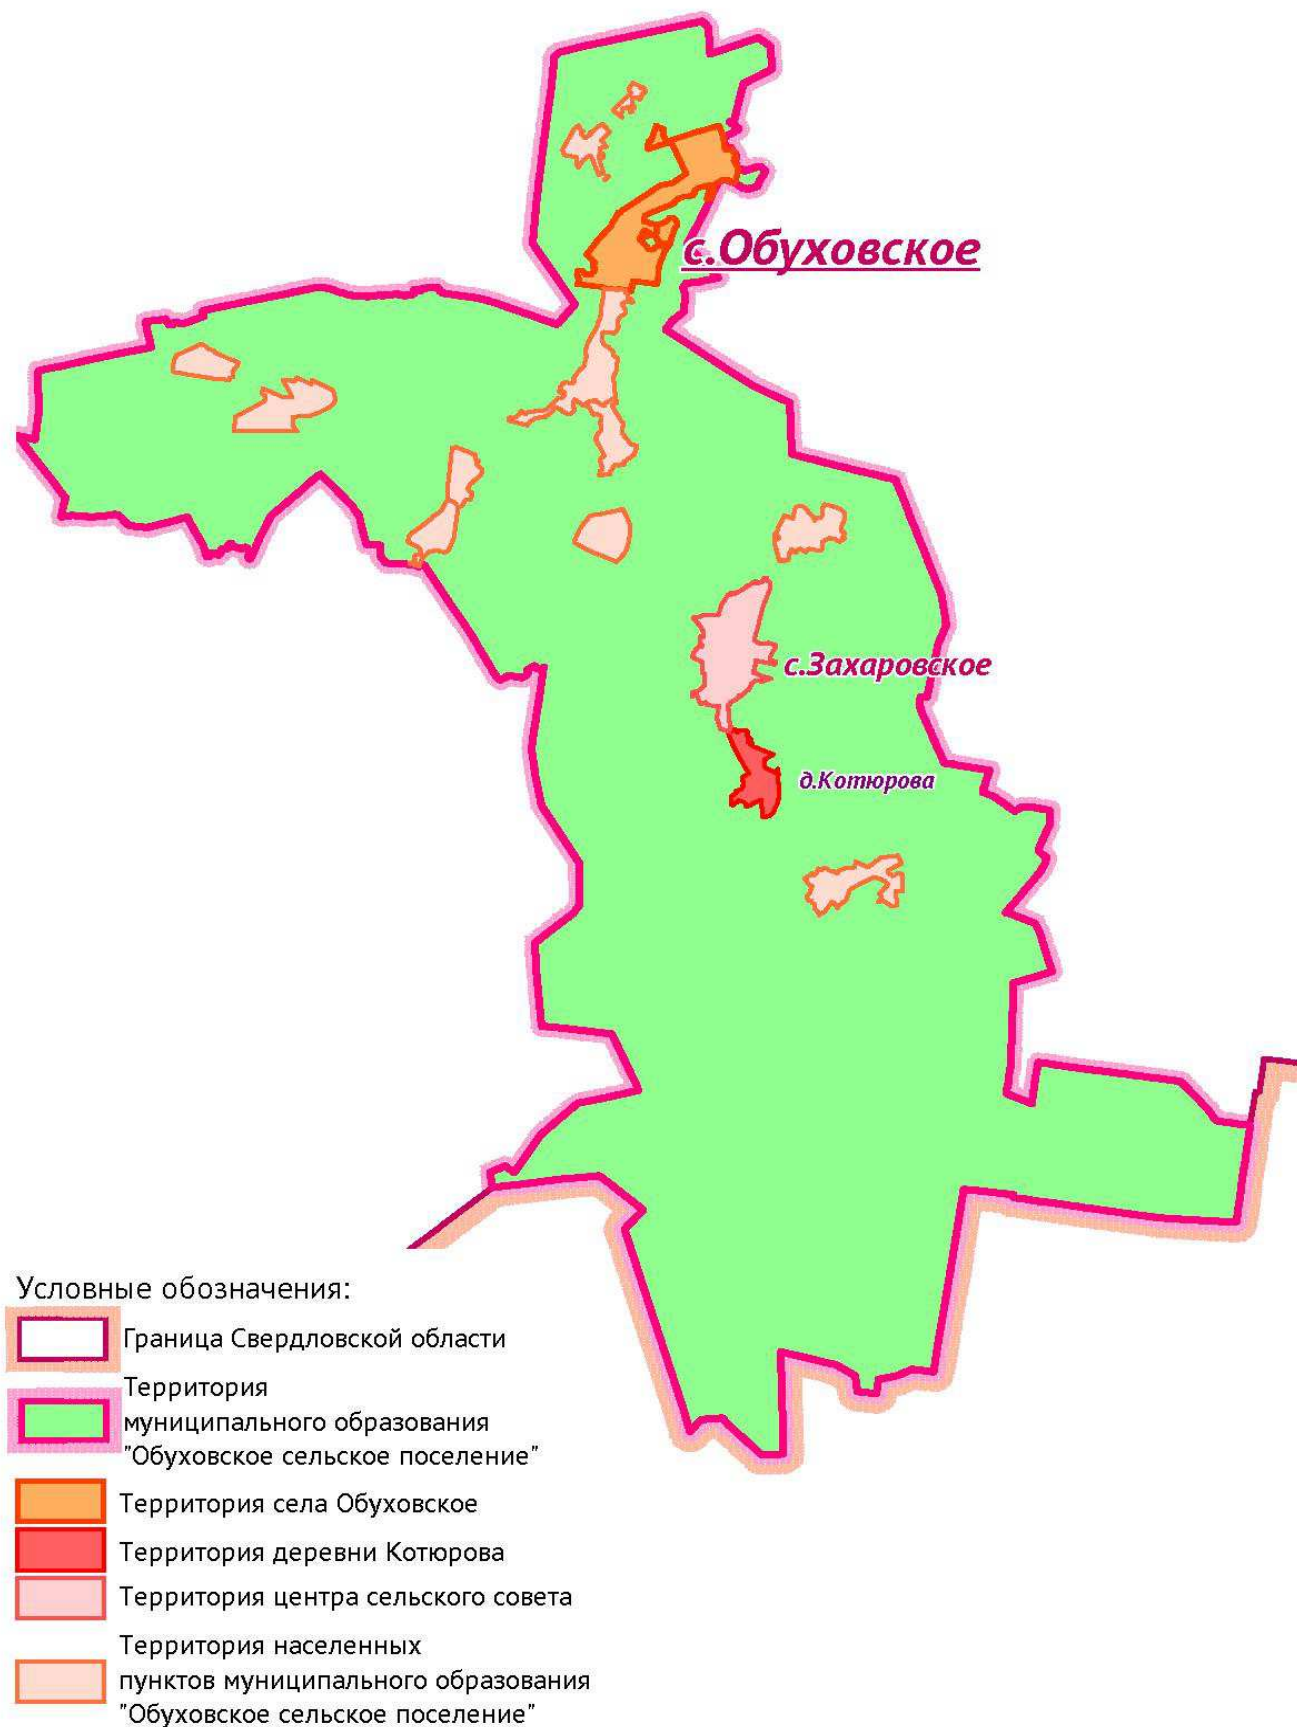 с.Обуховское
с.Захаровское
д.Котюрова
Условные обозначения:
Граница Свердловской области
Территория
муниципального образования
"Обуховское сельское поселение"
Территория села Обуховское
Территория деревни Котюрова
Территория центра сельского совета
Территория населенных
пунктов муниципального образования
"Обуховское сельское поселение"